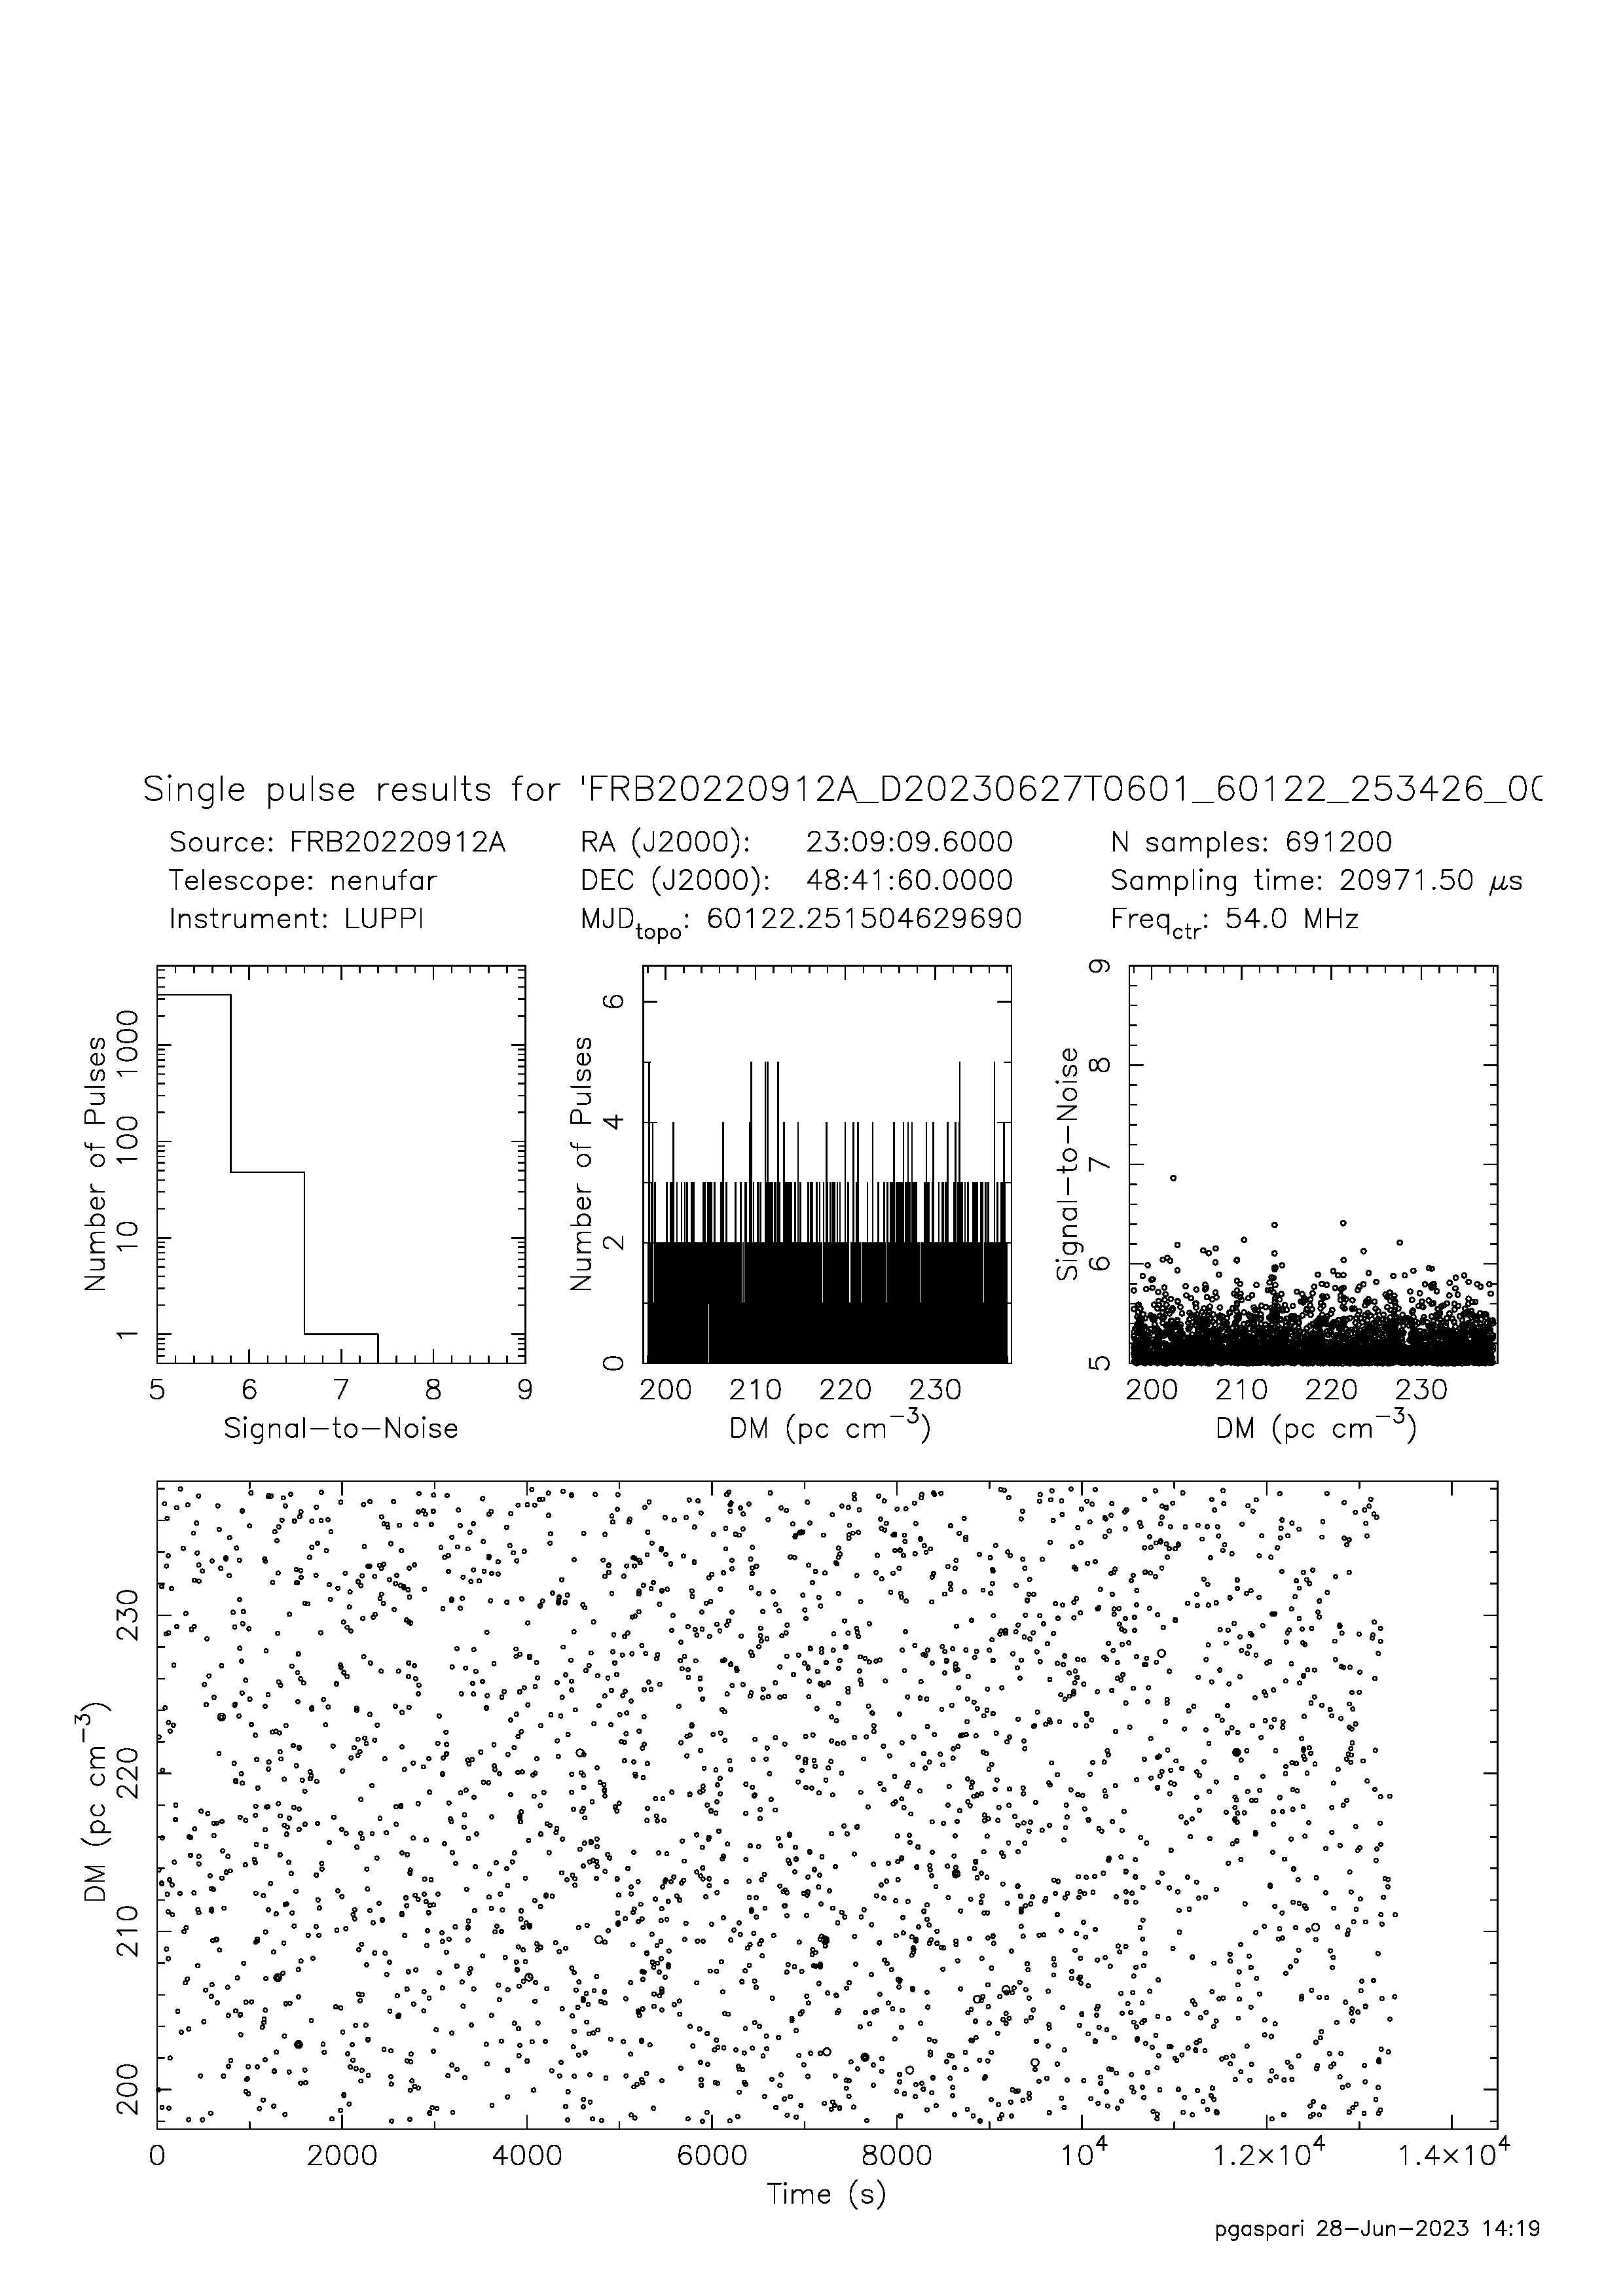 Single pulse results for 'FRB20220912A_D20230627T0601_60122_253426_00
Source: FRB20220912A
Telescope: nenufar
Instrument: LUPPI
RA (J2000): 23:09:09.6000
DEC (J2000): 48:41:60.0000
MJDtopo: 60122.251504629690
N samples: 691200
Sampling time: 20971.50 μs
Freqctr: 54.0 MHz
Number of Pulses
1 10 100 1000
5 6 7 8 9
Signal-to-Noise
Number of Pulses
0 2 4 6
200 210 220 230
DM (pc cm⁻³)
Signal-to-Noise
5 6 7 8 9
200 210 220 230
DM (pc cm⁻³)
DM (pc cm⁻³)
200 210 220 230
0 2000 4000 6000 8000 10⁴ 1.2×10⁴ 1.4×10⁴
Time (s)
pgaspari 28-Jun-2023 14:19